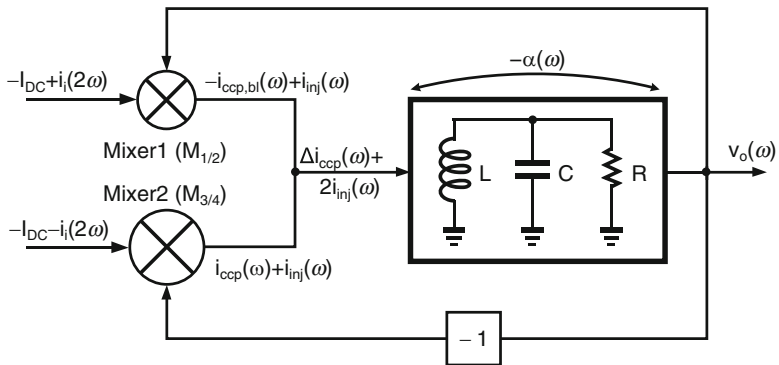 −α(ω)
−I_DC+i_i(2ω)
−i_ccp,bl(ω)+i_inj(ω)
Mixer1 (M_1/2)
Δi_ccp(ω)+
2i_inj(ω)
L
C
R
v_o(ω)
Mixer2 (M_3/4)
−I_DC−i_i(2ω)
i_ccp(ω)+i_inj(ω)
− 1